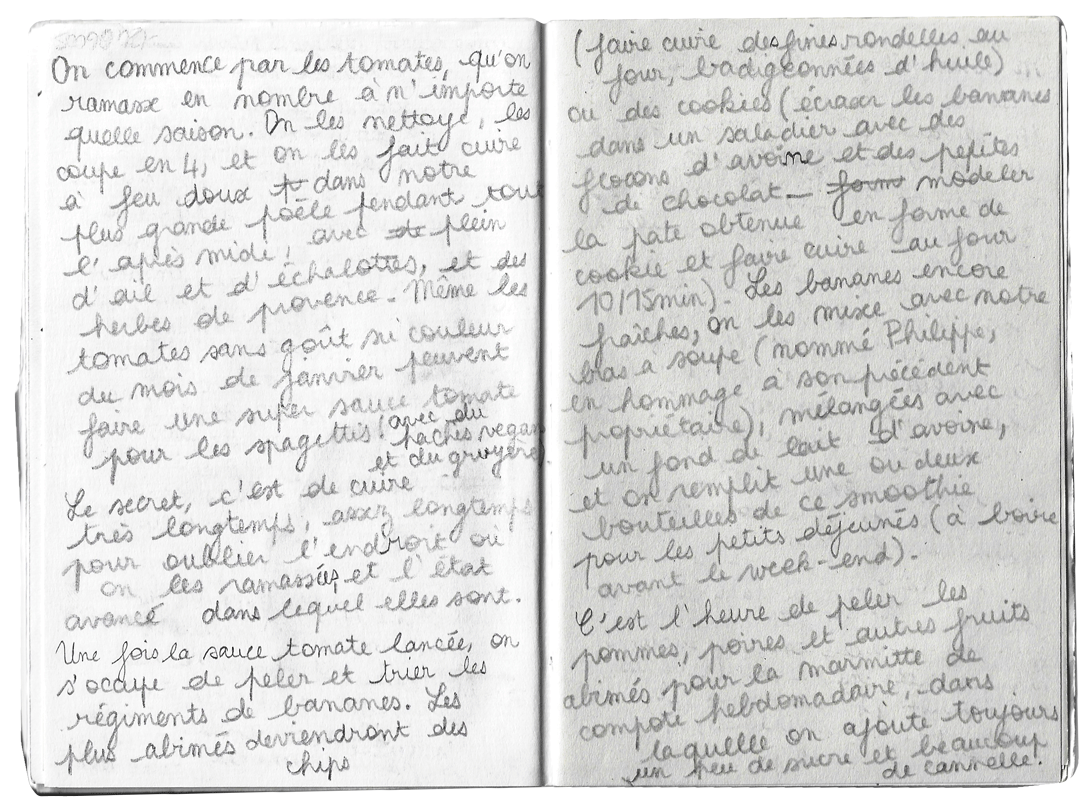 On commence par les tomates, qu'on
ramasse en nombre à n'importe
quelle saison. On les nettoye, les
coupe en 4, et on les fait cuire
à feu doux dans notre
plus grande poêle pendant tout
l'après midi, avec plein
d'ail et d'échalottes, et des
herbes de provence. Même les
tomates sans goût ni couleur
du mois de janvier peuvent
faire une super sauce tomate
pour les spagettis! (avec du
hachés vegan
et du gruyère).
Le secret, c'est de cuire
très longtemps, assez longtemps
pour oublier l'endroit où
on les ramassées et l'état
avancé dans lequel elles sont.
Une fois la sauce tomate lancée, on
s'occupe de peler et trier les
régiments de bananes. Les
plus abimés deviendront des
chips
(faire cuire des fines rondelles au
four, badigeonnées d'huile)
ou des cookies (écraser les bananes
dans un saladier avec des
flocons d'avoine et des pépites
de chocolat — form modeler
la pate obtenue en forme de
cookie et faire cuire au four
10/15min). Les bananes encore
fraîches, on les mixe avec notre
bras a soupe (nommé Philippe,
en hommage à son précédent
propriétaire), mélangées avec
un fond de lait d'avoine,
et on remplit une ou deux
bouteilles de ce smoothie
pour les petits déjeunés (à boire
avant le week-end).
C'est l'heure de peler les
pommes, poires et autres fruits
abimés pour la marmitte de
compote hebdomadaire, dans
laquelle on ajoute toujours
un peu de sucre et beaucoup
de cannelle.